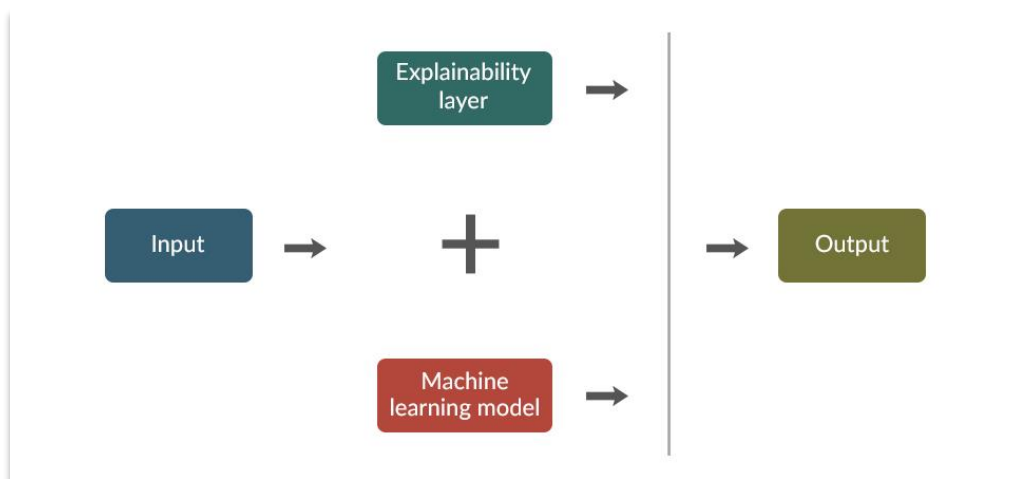 Explainability
layer
Input
Output
Machine
learning model